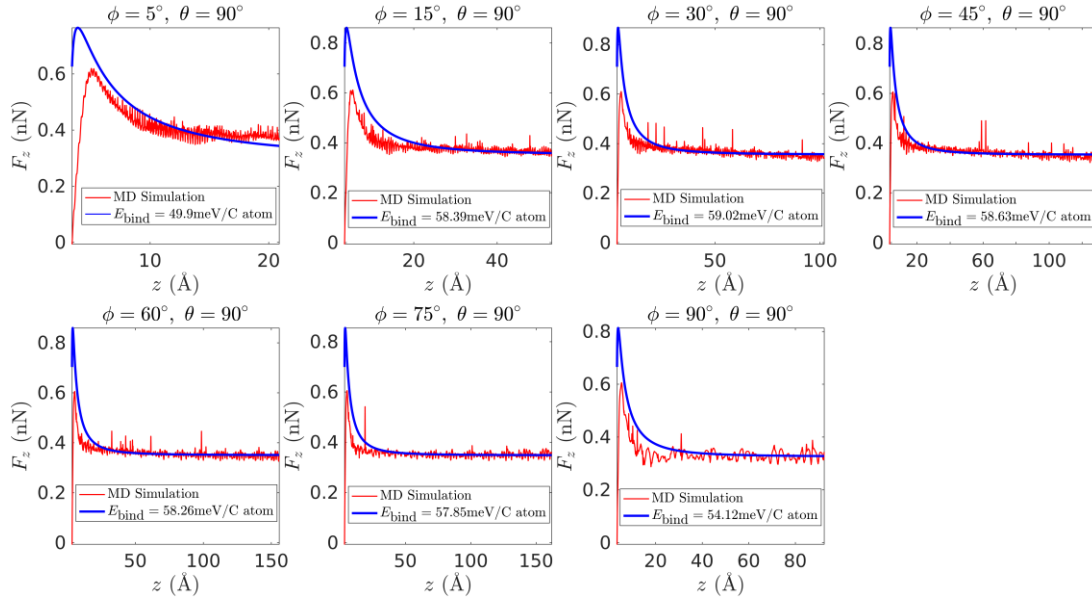 ϕ = 5°, θ = 90°
0.6
0.4
0.2
0
F_z (nN)
MD Simulation
E_bind = 49.9meV/C atom
10 20
z (Å)
ϕ = 15°, θ = 90°
0.8
0.6
0.4
0.2
0
F_z (nN)
MD Simulation
E_bind = 58.39meV/C atom
20 40
z (Å)
ϕ = 30°, θ = 90°
0.8
0.6
0.4
0.2
0
F_z (nN)
MD Simulation
E_bind = 59.02meV/C atom
50 100
z (Å)
ϕ = 45°, θ = 90°
0.8
0.6
0.4
0.2
0
F_z (nN)
MD Simulation
E_bind = 58.63meV/C atom
20 40 60 80 100 120
z (Å)
ϕ = 60°, θ = 90°
0.8
0.6
0.4
0.2
0
F_z (nN)
MD Simulation
E_bind = 58.26meV/C atom
50 100 150
z (Å)
ϕ = 75°, θ = 90°
0.8
0.6
0.4
0.2
0
F_z (nN)
MD Simulation
E_bind = 57.85meV/C atom
50 100 150
z (Å)
ϕ = 90°, θ = 90°
0.8
0.6
0.4
0.2
0
F_z (nN)
MD Simulation
E_bind = 54.12meV/C atom
20 40 60 80
z (Å)